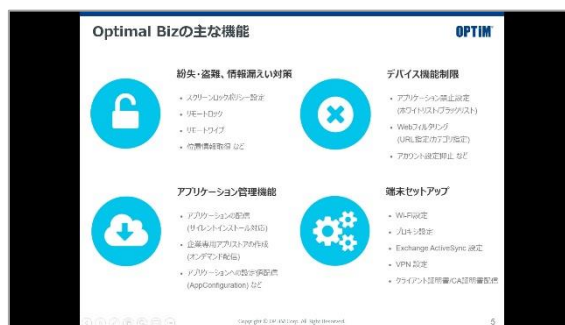 Optimal Bizの主な機能
OPTiM
紛失・盗難、情報漏えい対策
• スクリーンロックポリシー設定
• リモートロック
• リモートワイプ
• 位置情報取得 など
デバイス機能制限
• アプリケーション禁止設定
(ホワイトリスト/ブラックリスト)
• Webフィルタリング
(URL指定/カテゴリ指定)
• アカウント設定抑止 など
アプリケーション管理機能
• アプリケーションの配信
(サイレントインストール対応)
• 企業専用アプリストアの作成
(オンデマンド配信)
• アプリケーションへの設定値配信
(AppConfiguration) など
端末セットアップ
• Wi-Fi設定
• プロキシ設定
• Exchange ActiveSync 設定
• VPN 設定
• クライアント証明書/CA証明書配信
Copyright © OPTiM Corp. All Right Reserved.
5